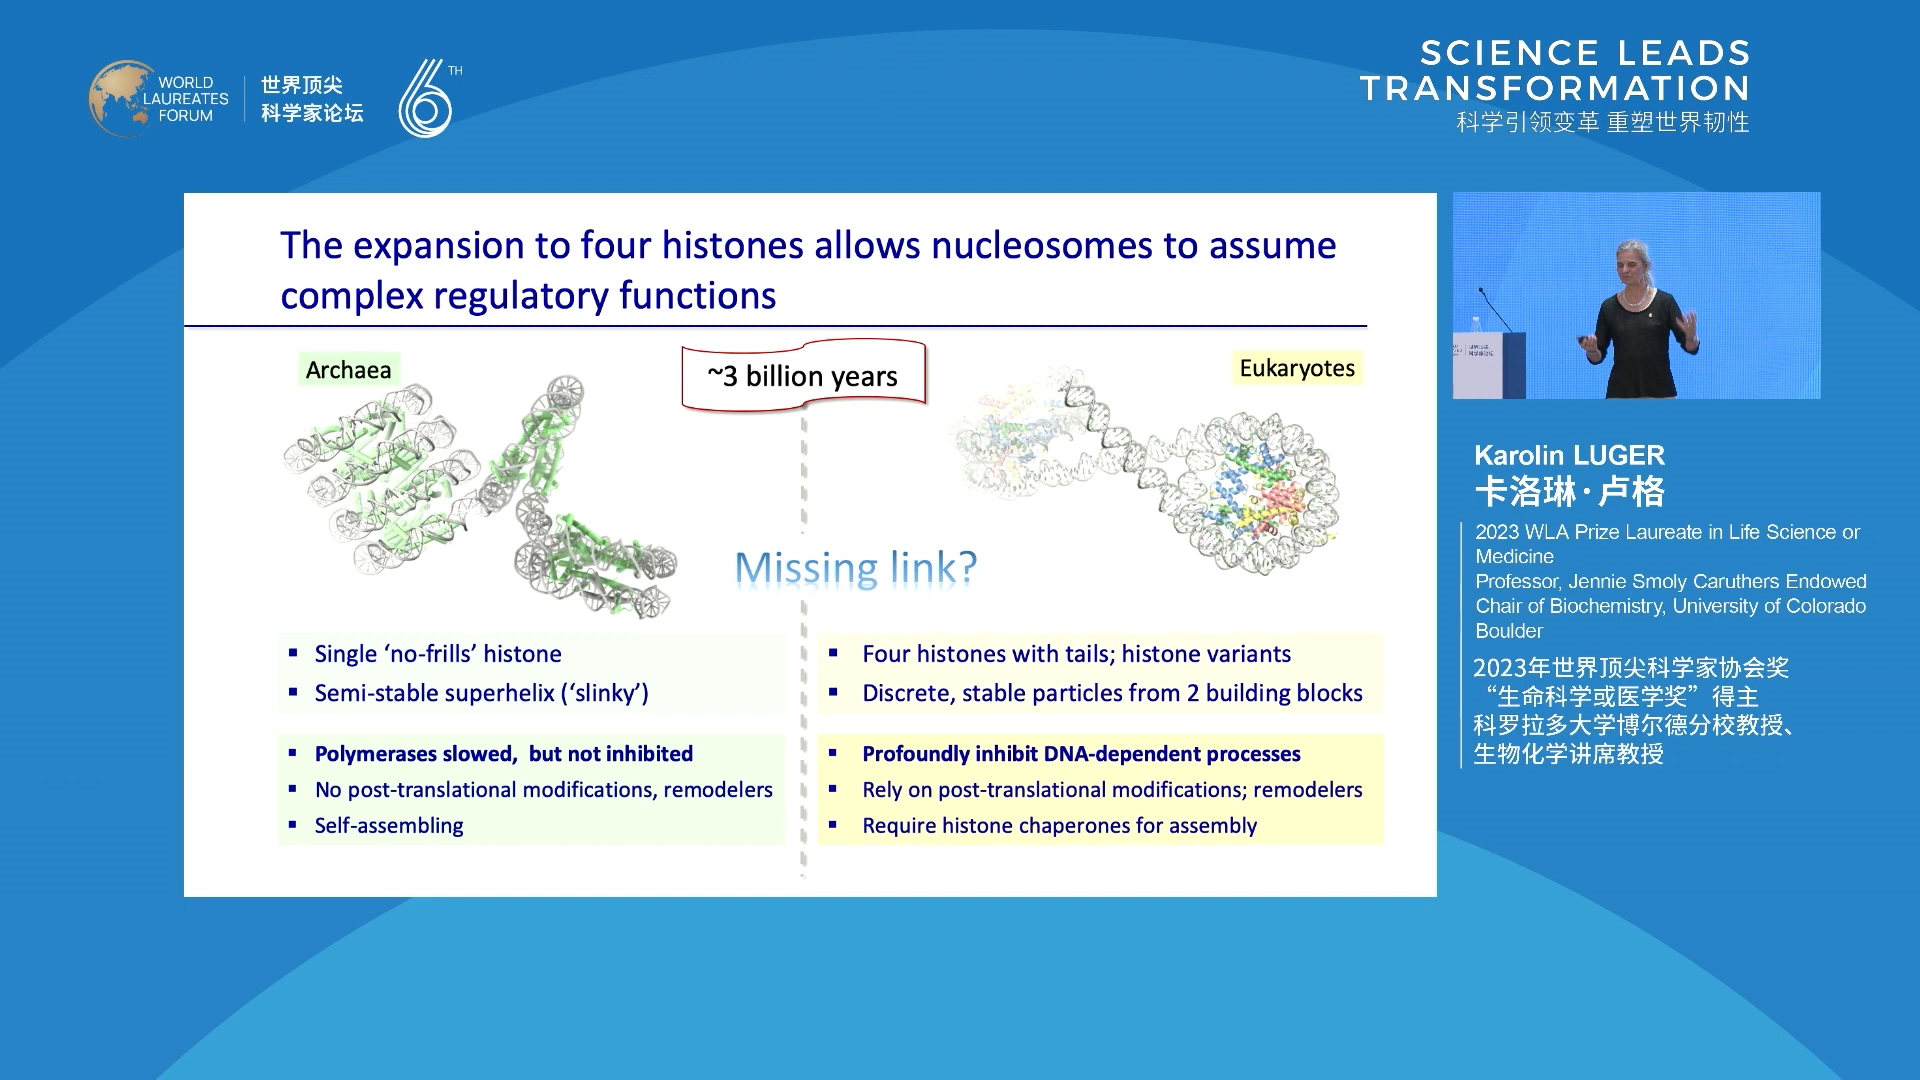 WORLD
LAUREATES
FORUM
世界顶尖
科学家论坛
6TH
SCIENCE LEADS
TRANSFORMATION
科学引领变革 重塑世界韧性
The expansion to four histones allows nucleosomes to assume
complex regulatory functions
Archaea
~3 billion years
Eukaryotes
Missing link?
▪ Single ‘no-frills’ histone
▪ Semi-stable superhelix (‘slinky’)
▪ Polymerases slowed, but not inhibited
▪ No post-translational modifications, remodelers
▪ Self-assembling
▪ Four histones with tails; histone variants
▪ Discrete, stable particles from 2 building blocks
▪ Profoundly inhibit DNA-dependent processes
▪ Rely on post-translational modifications; remodelers
▪ Require histone chaperones for assembly
Karolin LUGER
卡洛琳·卢格
2023 WLA Prize Laureate in Life Science or
Medicine
Professor, Jennie Smoly Caruthers Endowed
Chair of Biochemistry, University of Colorado
Boulder
2023年世界顶尖科学家协会奖
“生命科学或医学奖”得主
科罗拉多大学博尔德分校教授、
生物化学讲席教授